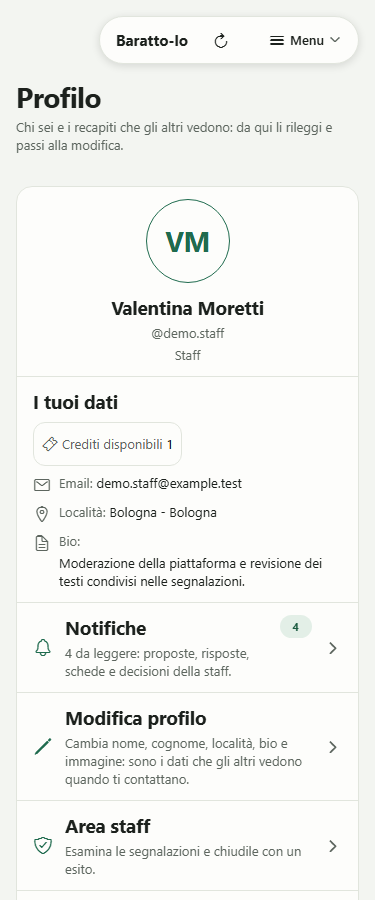 Baratto-lo
Menu
Profilo
Chi sei e i recapiti che gli altri vedono: da qui li rileggi e
passi alla modifica.
VM
Valentina Moretti
@demo.staff
Staff
I tuoi dati
Crediti disponibili 1
Email: demo.staff@example.test
Località: Bologna - Bologna
Bio:
Moderazione della piattaforma e revisione dei
testi condivisi nelle segnalazioni.
Notifiche
4
4 da leggere: proposte, risposte,
schede e decisioni della staff.
Modifica profilo
Cambia nome, cognome, località, bio e
immagine: sono i dati che gli altri vedono
quando ti contattano.
Area staff
Esamina le segnalazioni e chiudile con un
esito.